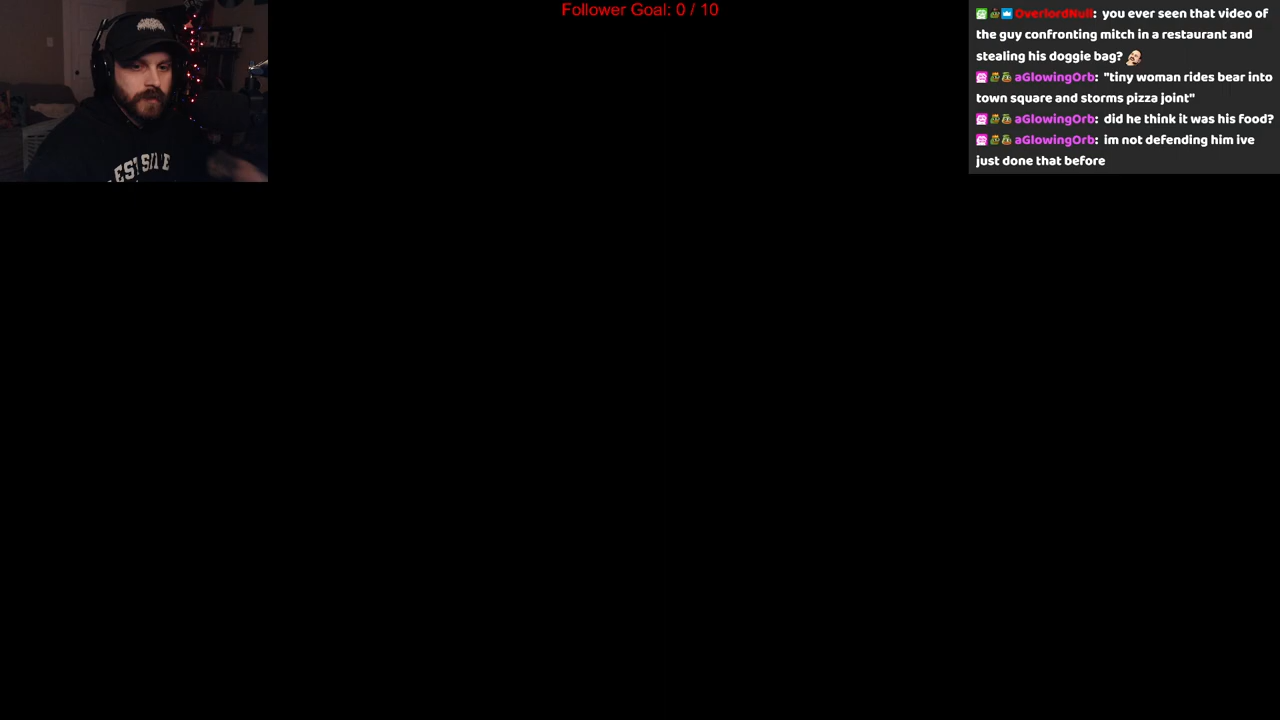 Follower Goal: 0 / 10
OverlordNull: you ever seen that video of
the guy confronting mitch in a restaurant and
stealing his doggie bag?
aGlowingOrb: "tiny woman rides bear into
town square and storms pizza joint"
aGlowingOrb: did he think it was his food?
aGlowingOrb: im not defending him ive
just done that before